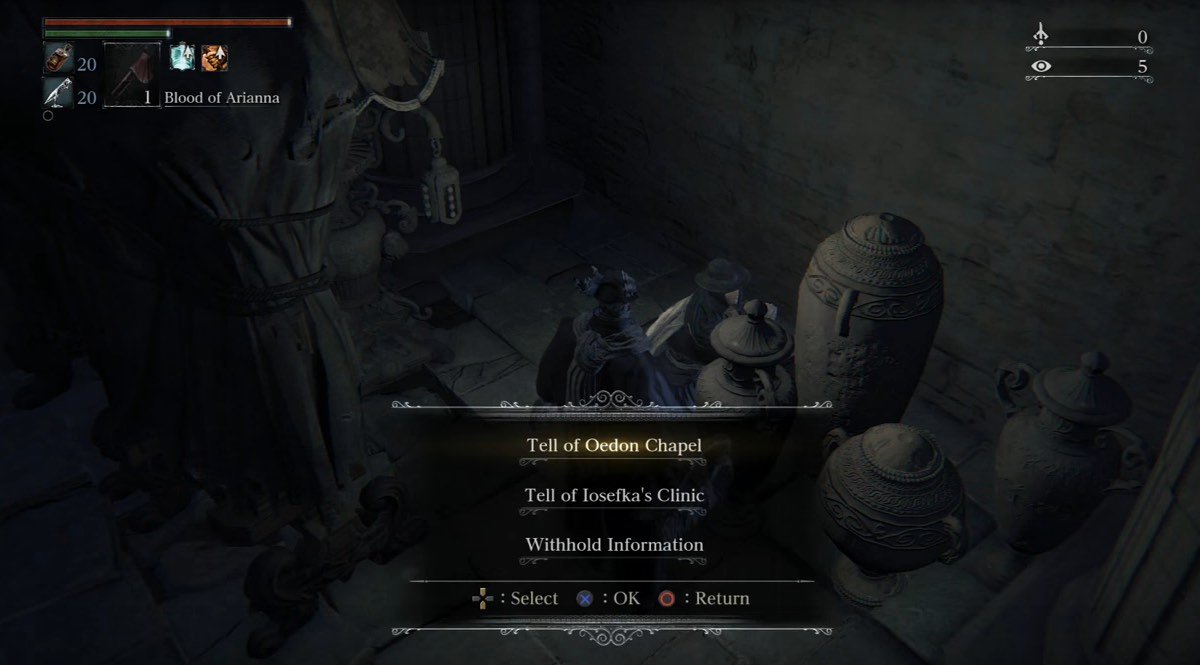 20
20
1 Blood of Arianna
0
5
Tell of Oedon Chapel
Tell of Iosefka's Clinic
Withhold Information
: Select : OK : Return